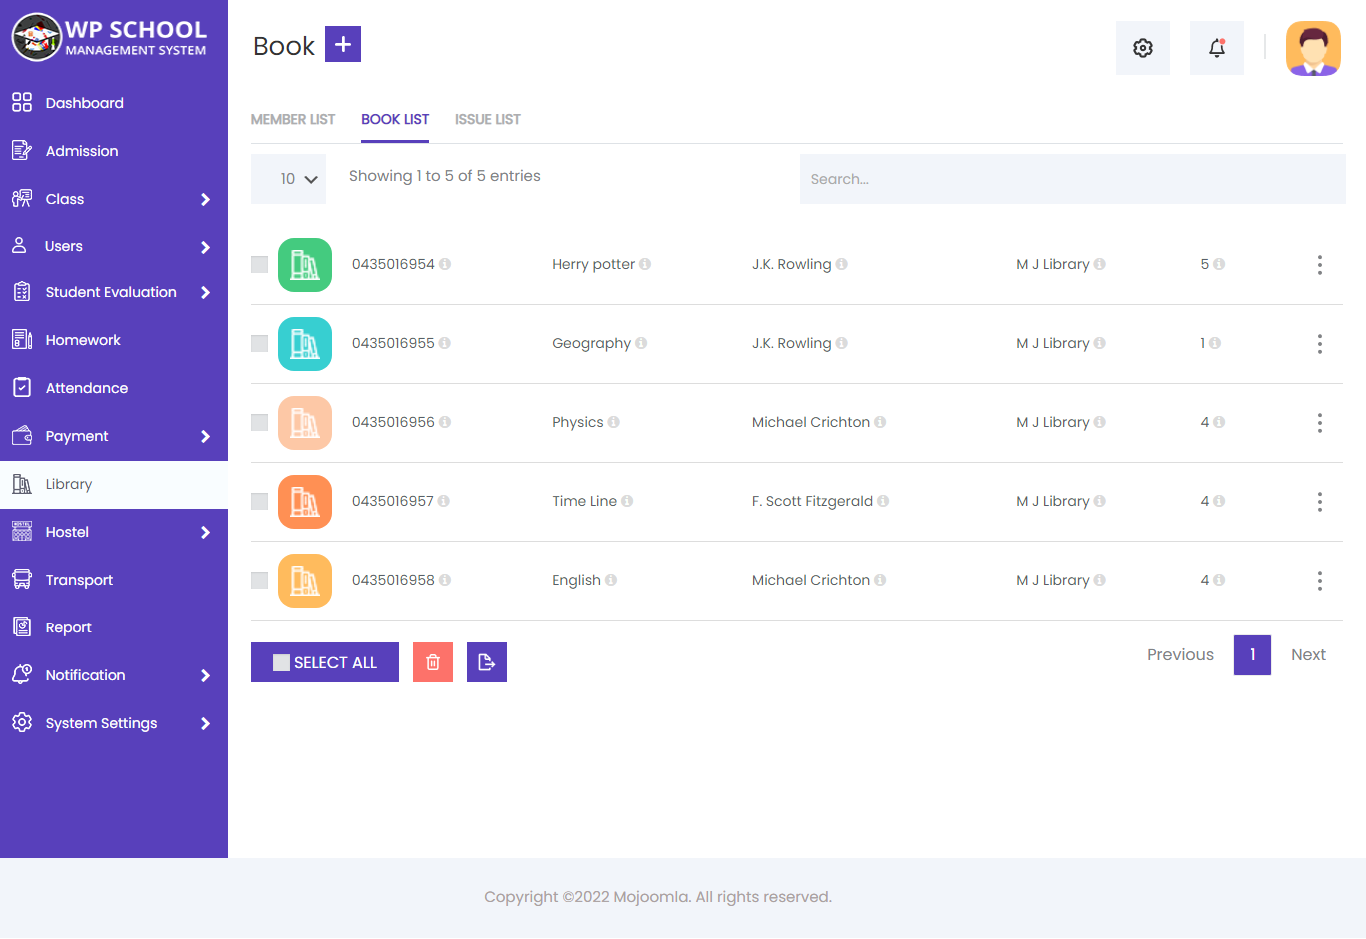 WP SCHOOL
MANAGEMENT SYSTEM
Dashboard
Admission
Class
Users
Student Evaluation
Homework
Attendance
Payment
Library
Hostel
Transport
Report
Notification
System Settings
Book
MEMBER LIST BOOK LIST ISSUE LIST
10 Showing 1 to 5 of 5 entries Search...
0435016954 Herry potter J.K. Rowling M J Library 5
0435016955 Geography J.K. Rowling M J Library 1
0435016956 Physics Michael Crichton M J Library 4
0435016957 Time Line F. Scott Fitzgerald M J Library 4
0435016958 English Michael Crichton M J Library 4
SELECT ALL Previous 1 Next
Copyright ©2022 Mojoomla. All rights reserved.